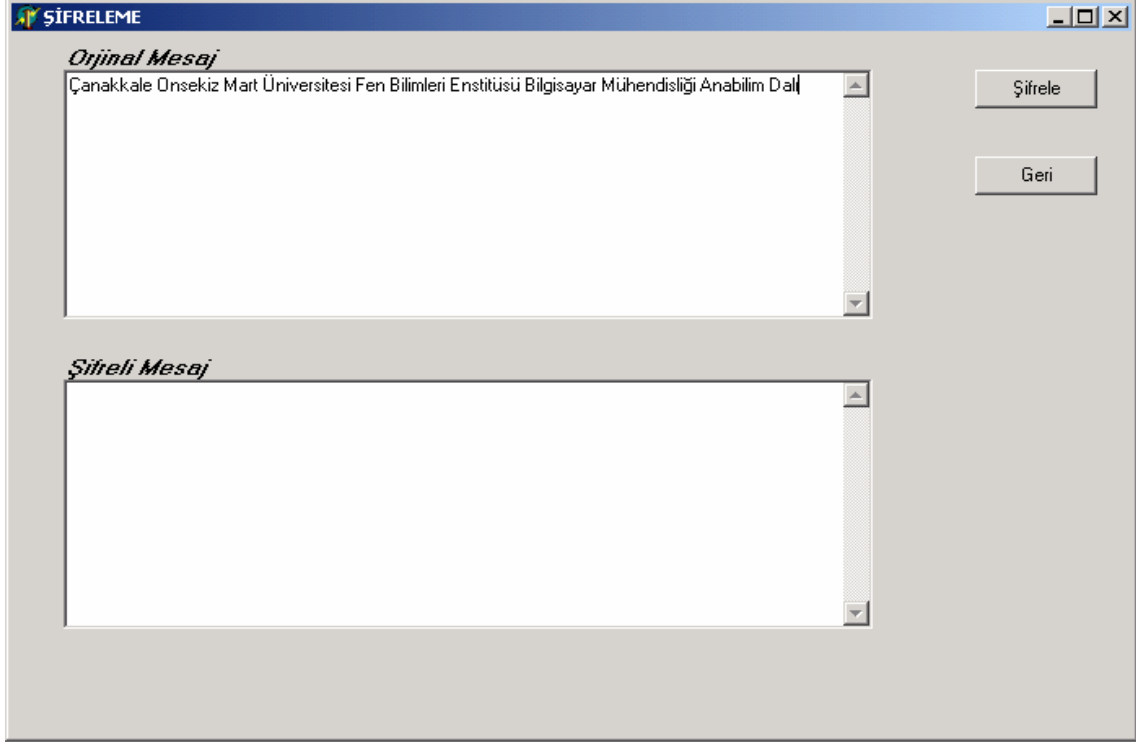 ŞİFRELEME
Orjinal Mesaj
Çanakkale Onsekiz Mart Üniversitesi Fen Bilimleri Enstitüsü Bilgisayar Mühendisliği Anabilim Dalı
Şifrele
Geri
Şifreli Mesaj